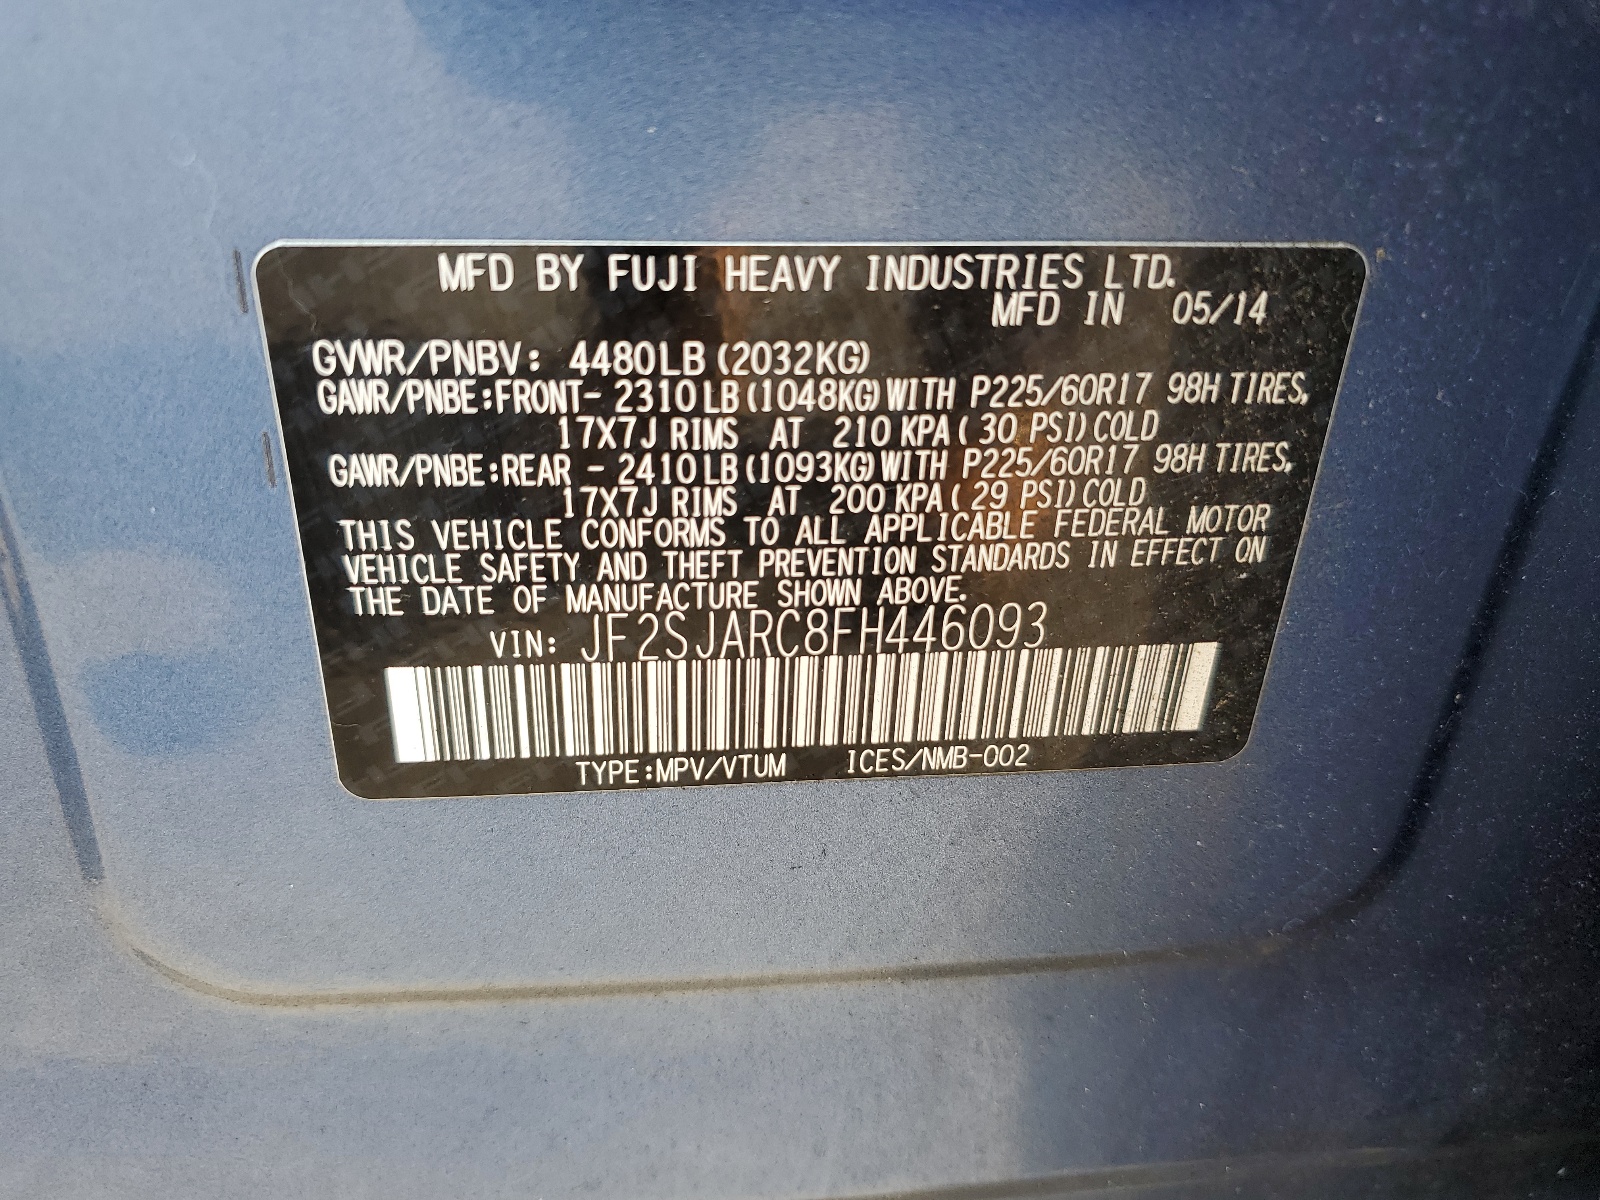 MFD BY FUJI HEAVY INDUSTRIES LTD.
MFD IN 05/14
GVWR/PNBV: 4480LB (2032KG)
GAWR/PNBE:FRONT- 2310LB (1048KG) WITH P225/60R17 98H TIRES,
17X7J RIMS AT 210 KPA ( 30 PSI) COLD
GAWR/PNBE:REAR - 2410LB (1093KG) WITH P225/60R17 98H TIRES,
17X7J RIMS AT 200 KPA ( 29 PSI) COLD
THIS VEHICLE CONFORMS TO ALL APPLICABLE FEDERAL MOTOR
VEHICLE SAFETY AND THEFT PREVENTION STANDARDS IN EFFECT ON
THE DATE OF MANUFACTURE SHOWN ABOVE.
VIN: JF2SJARC8FH446093
TYPE:MPV/VTUM ICES/NMB-002